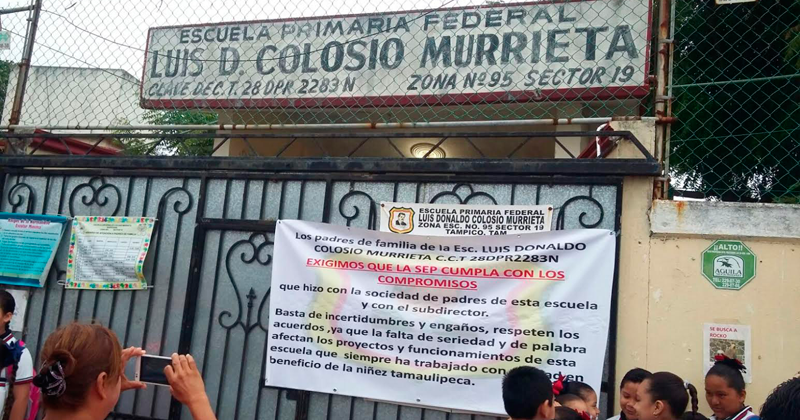 ESCUELA PRIMARIA FEDERAL
LUIS D. COLOSIO MURRIETA
CLAVE DEC.T. 28 DPR 2283 N ZONA Nº 95 SECTOR 19
ESCUELA PRIMARIA FEDERAL
LUIS DONALDO COLOSIO MURRIETA
ZONA ESC. NO. 95 SECTOR 19
TAMPICO, TAM
Los padres de familia de la Esc. LUIS DONALDO
COLOSIO MURRIETA C.C.T 28DPR2283N
EXIGIMOS QUE LA SEP CUMPLA CON LOS
COMPROMISOS
que hizo con la sociedad de padres de esta escuela
y con el subdirector.
Basta de incertidumbres y engaños, respeten los
acuerdos ,ya que la falta de seriedad y de palabra
afectan los proyectos y funcionamientos de esta
escuela que siempre ha trabajado con
beneficio de la niñez tamaulipeca.
¡¡ALTO!!
AGUILA
SE BUSCA A
ROCKO